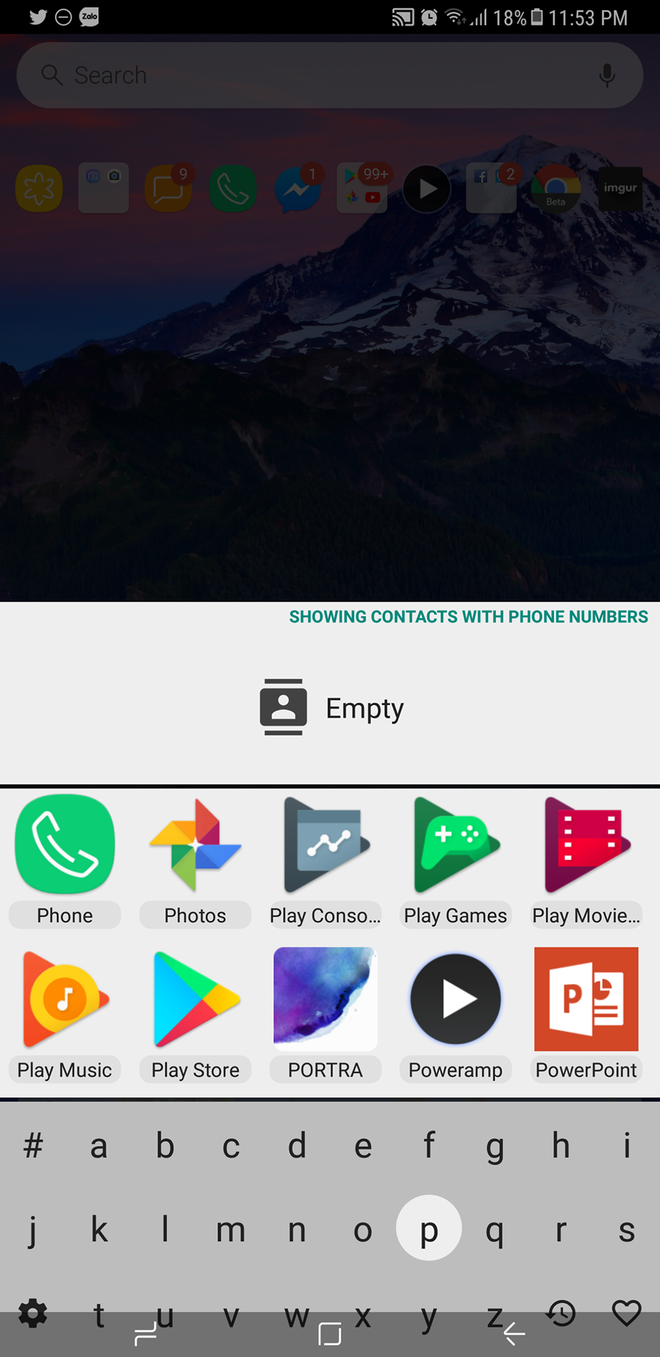 Zalo 18% 11:53 PM
Search
9 1 99+ 2 Beta imgur
SHOWING CONTACTS WITH PHONE NUMBERS
Empty
Phone Photos Play Conso... Play Games Play Movie...
P
Play Music Play Store PORTRA Poweramp PowerPoint
# a b c d e f g h i
j k l m n o p q r s
t u v w x y z